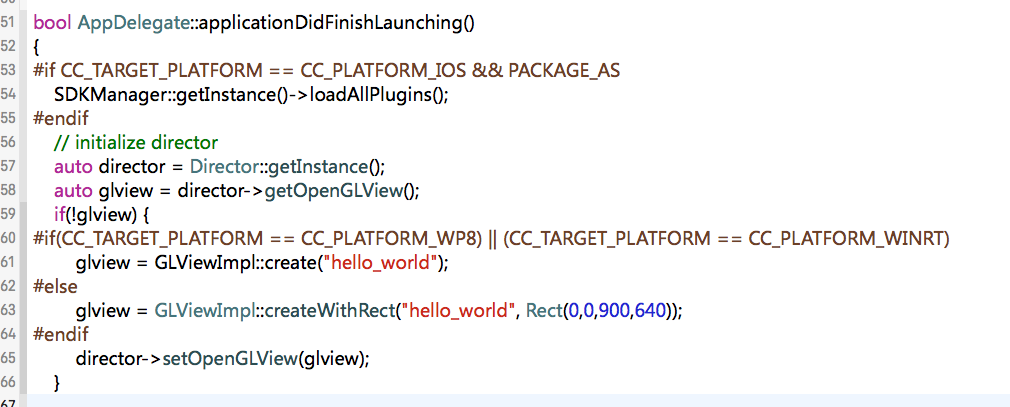 51 bool AppDelegate::applicationDidFinishLaunching()
52 {
53 #if CC_TARGET_PLATFORM == CC_PLATFORM_IOS && PACKAGE_AS
54 SDKManager::getInstance()->loadAllPlugins();
55 #endif
56 // initialize director
57 auto director = Director::getInstance();
58 auto glview = director->getOpenGLView();
59 if(!glview) {
60 #if(CC_TARGET_PLATFORM == CC_PLATFORM_WP8) || (CC_TARGET_PLATFORM == CC_PLATFORM_WINRT)
61 glview = GLViewImpl::create("hello_world");
62 #else
63 glview = GLViewImpl::createWithRect("hello_world", Rect(0,0,900,640));
64 #endif
65 director->setOpenGLView(glview);
66 }
67